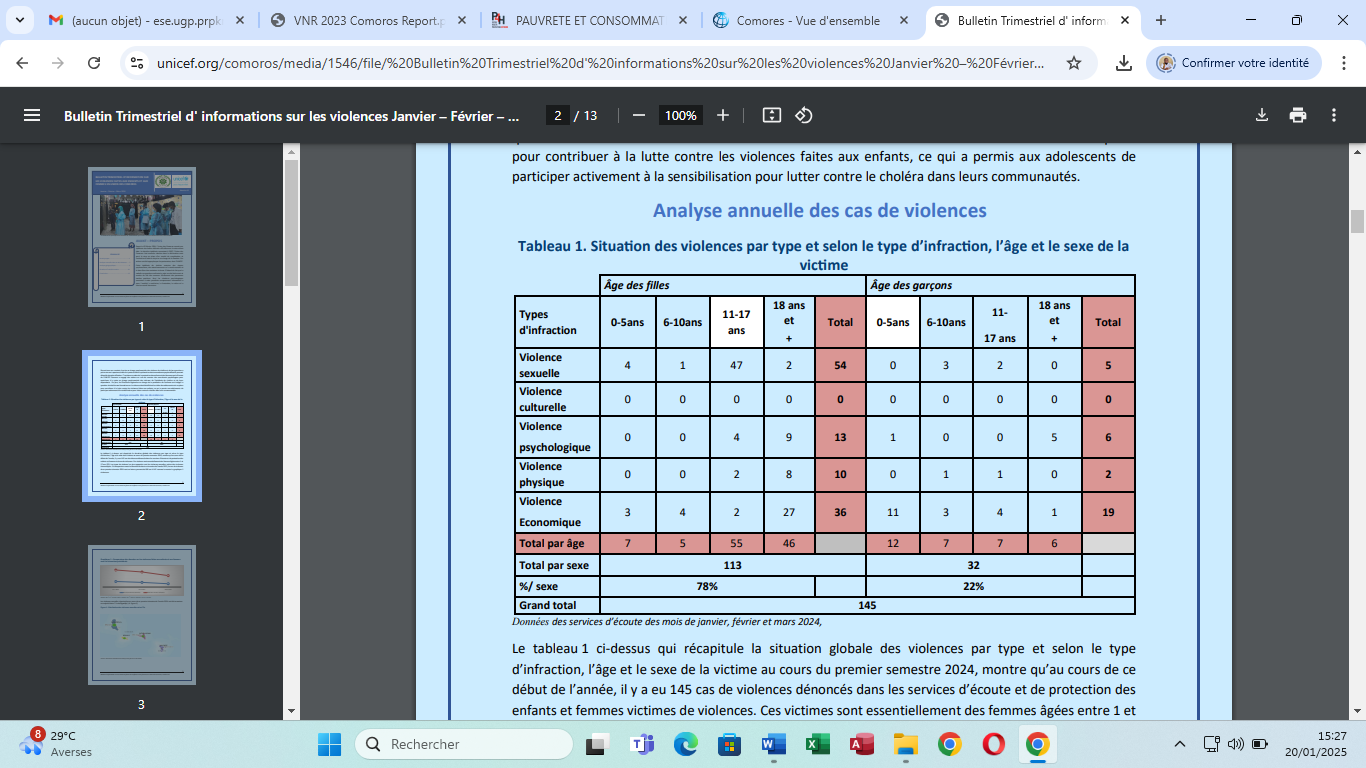 (aucun objet) - ese.ugp.prpk
VNR 2023 Comoros Report.p
PAUVRETE ET CONSOMMAT
Comores - Vue d'ensemble
Bulletin Trimestriel d' inform
unicef.org/comoros/media/1546/file/%20Bulletin%20Trimestriel%20d'%20informations%20sur%20les%20violences%20Janvier%20–%20Février...
Confirmer votre identité
Bulletin Trimestriel d' informations sur les violences Janvier – Février – ...
2 / 13
100%
1
2
3
pour contribuer à la lutte contre les violences faites aux enfants, ce qui a permis aux adolescents de
participer activement à la sensibilisation pour lutter contre le choléra dans leurs communautés.
Analyse annuelle des cas de violences
Tableau 1. Situation des violences par type et selon le type d'infraction, l'âge et le sexe de la
victime
Âge des filles Âge des garçons
Types d'infraction 0-5ans 6-10ans 11-17 ans 18 ans et + Total 0-5ans 6-10ans 11- 17 ans 18 ans et + Total
Violence sexuelle 4 1 47 2 54 0 3 2 0 5
Violence culturelle 0 0 0 0 0 0 0 0 0 0
Violence psychologique 0 0 4 9 13 1 0 0 5 6
Violence physique 0 0 2 8 10 0 1 1 0 2
Violence Economique 3 4 2 27 36 11 3 4 1 19
Total par âge 7 5 55 46 12 7 7 6
Total par sexe 113 32
%/ sexe 78% 22%
Grand total 145
Données des services d'écoute des mois de janvier, février et mars 2024,
Le tableau 1 ci-dessus qui récapitule la situation globale des violences par type et selon le type
d'infraction, l'âge et le sexe de la victime au cours du premier semestre 2024, montre qu'au cours de ce
début de l'année, il y a eu 145 cas de violences dénoncés dans les services d'écoute et de protection des
enfants et femmes victimes de violences. Ces victimes sont essentiellement des femmes âgées entre 1 et
8
29°C
Averses
Rechercher
15:27
20/01/2025